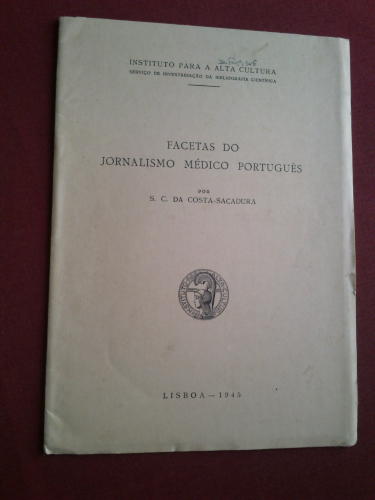 INSTITUTO PARA A ALTA CULTURA
SERVIÇO DE INVENTARIAÇÃO DA BIBLIOGRAFIA CIENTÍFICA
FACETAS DO
JORNALISMO MÉDICO PORTUGUÊS
POR
S. C. DA COSTA-SACADURA
LISBOA — 1945